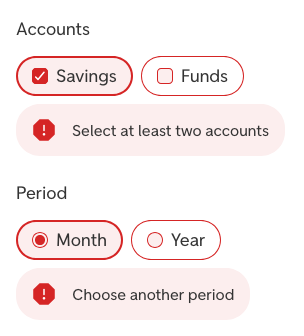 Accounts
Savings
Funds
Select at least two accounts
Period
Month
Year
Choose another period